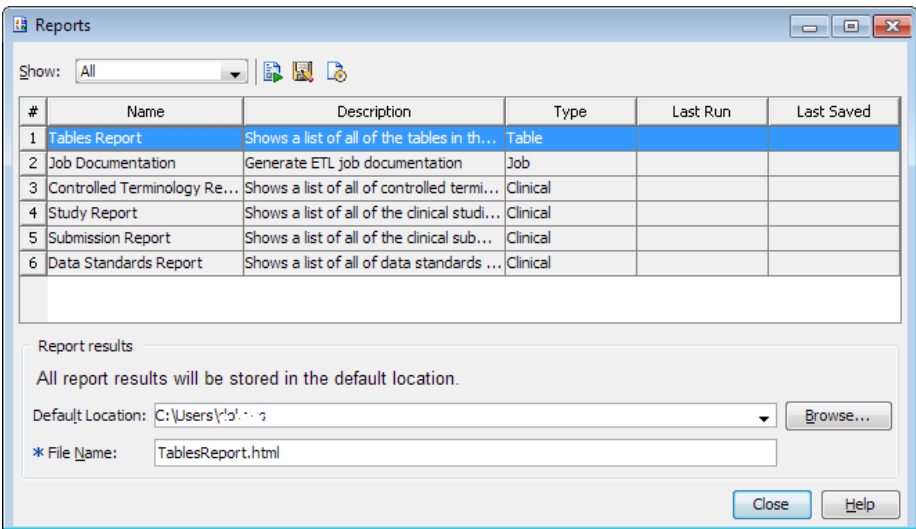 Reports
Show: All
# Name Description Type Last Run Last Saved
1 Tables Report Shows a list of all of the tables in th... Table
2 Job Documentation Generate ETL job documentation Job
3 Controlled Terminology Re... Shows a list of all of controlled termi... Clinical
4 Study Report Shows a list of all of the clinical studi... Clinical
5 Submission Report Shows a list of all of the clinical sub... Clinical
6 Data Standards Report Shows a list of all of data standards ... Clinical
Report results
All report results will be stored in the default location.
Default Location: C:\Users\ Browse...
* File Name: TablesReport.html
Close Help